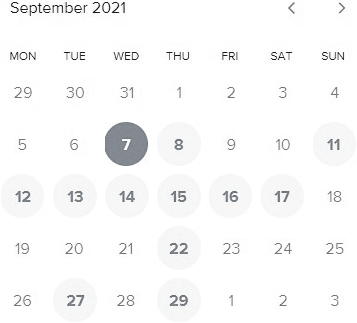 September 2021
MON TUE WED THU FRI SAT SUN
29 30 31 1 2 3 4
5 6 7 8 9 10 11
12 13 14 15 16 17 18
19 20 21 22 23 24 25
26 27 28 29 1 2 3